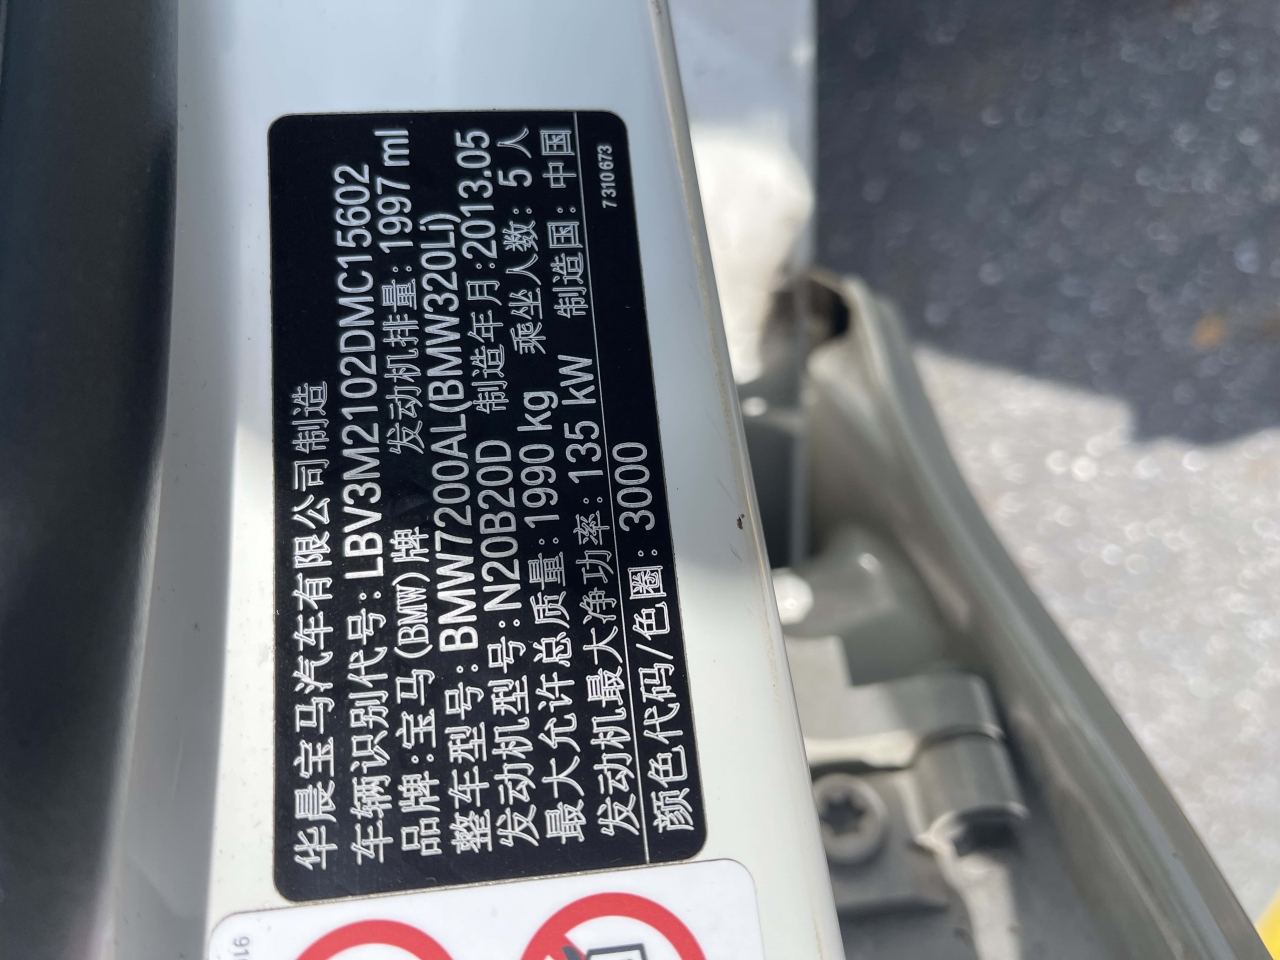 华晨宝马汽车有限公司制造
车辆识别代号:LBV3M2102DMC15602
品牌:宝马(BMW)牌 发动机排量:1997 ml
整车型号:BMW7200AL(BMW320Li)
发动机型号:N20B20D 制造年月:2013.05
最大允许总质量:1990 kg 乘坐人数: 5 人
发动机最大净功率:135 kW 制造国: 中国
颜色代码/色圈: 3000 7310673